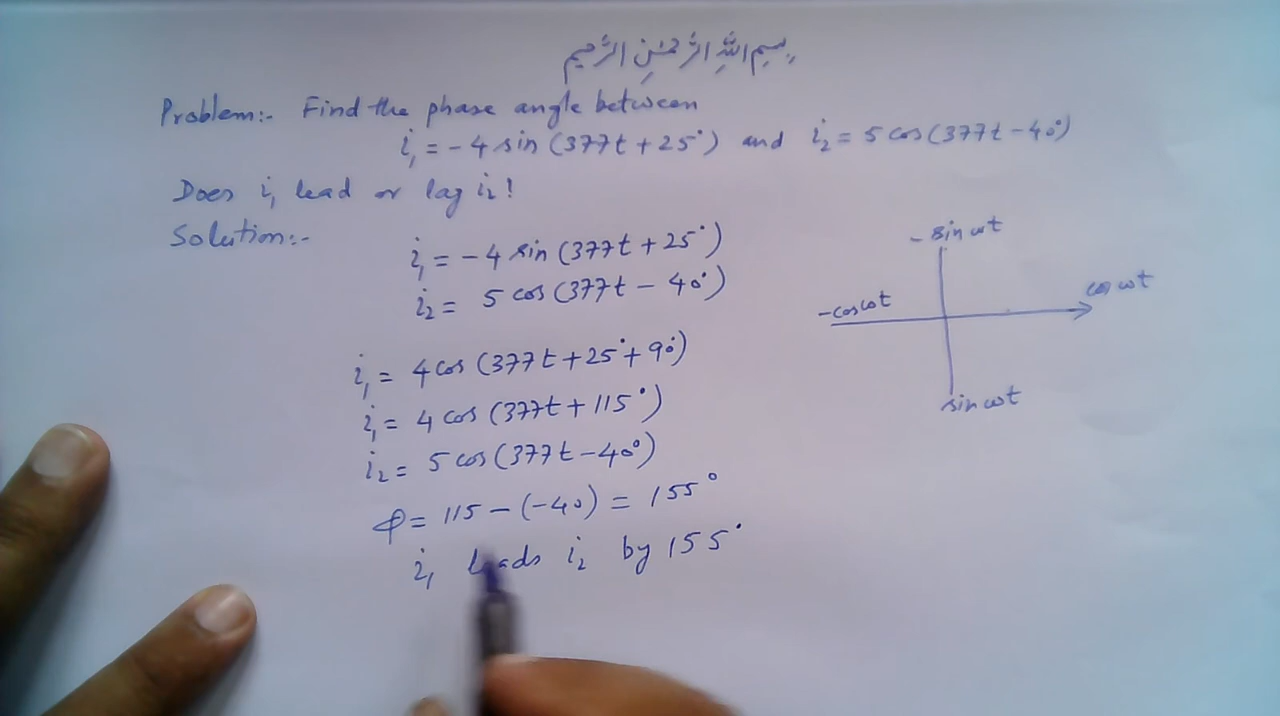 بِسْمِ اللهِ الرَّحْمٰنِ الرَّحِيم
Problem:- Find the phase angle between
i₁ = -4 sin (377t + 25°) and i₂ = 5 cos (377t - 40°)
Does i₁ lead or lag i₂!
Solution:-
i₁ = -4 sin (377t + 25°)
i₂ = 5 cos (377t - 40°)
i₁ = 4 cos (377t + 25° + 90°)
i₁ = 4 cos (377t + 115°)
i₂ = 5 cos (377t - 40°)
φ = 115 - (-40) = 155°
i₁ leads i₂ by 155°
- sin ωt
cos ωt
- cos ωt
sin ωt